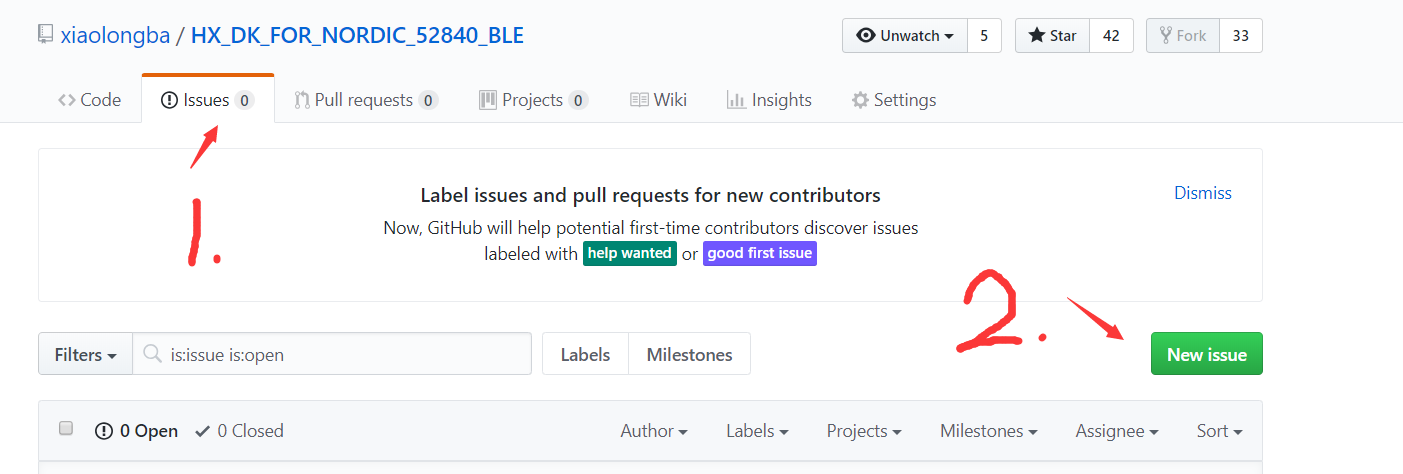 xiaolongba / HX_DK_FOR_NORDIC_52840_BLE
Unwatch 5 Star 42 Fork 33
Code Issues 0 Pull requests 0 Projects 0 Wiki Insights Settings
1.
Label issues and pull requests for new contributors
Dismiss
Now, GitHub will help potential first-time contributors discover issues
labeled with help wanted or good first issue
2.
Filters is:issue is:open Labels Milestones New issue
0 Open 0 Closed Author Labels Projects Milestones Assignee Sort